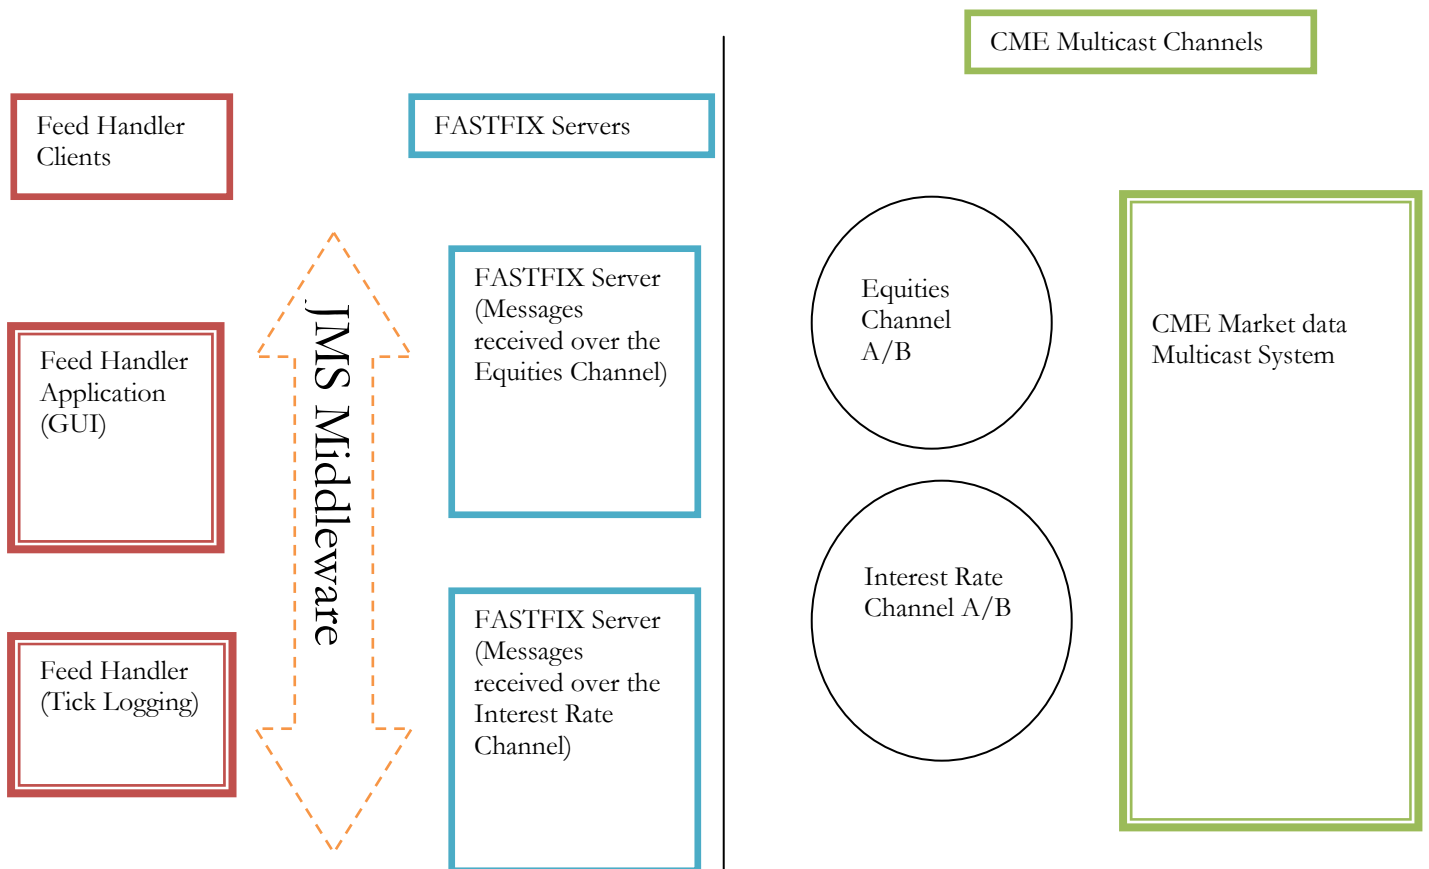 CME Multicast Channels
Feed Handler
Clients
FASTFIX Servers
Feed Handler
Application
(GUI)
Feed Handler
(Tick Logging)
JMS Middleware
FASTFIX Server
(Messages
received over the
Equities Channel)
FASTFIX Server
(Messages
received over the
Interest Rate
Channel)
Equities
Channel
A/B
Interest Rate
Channel A/B
CME Market data
Multicast System